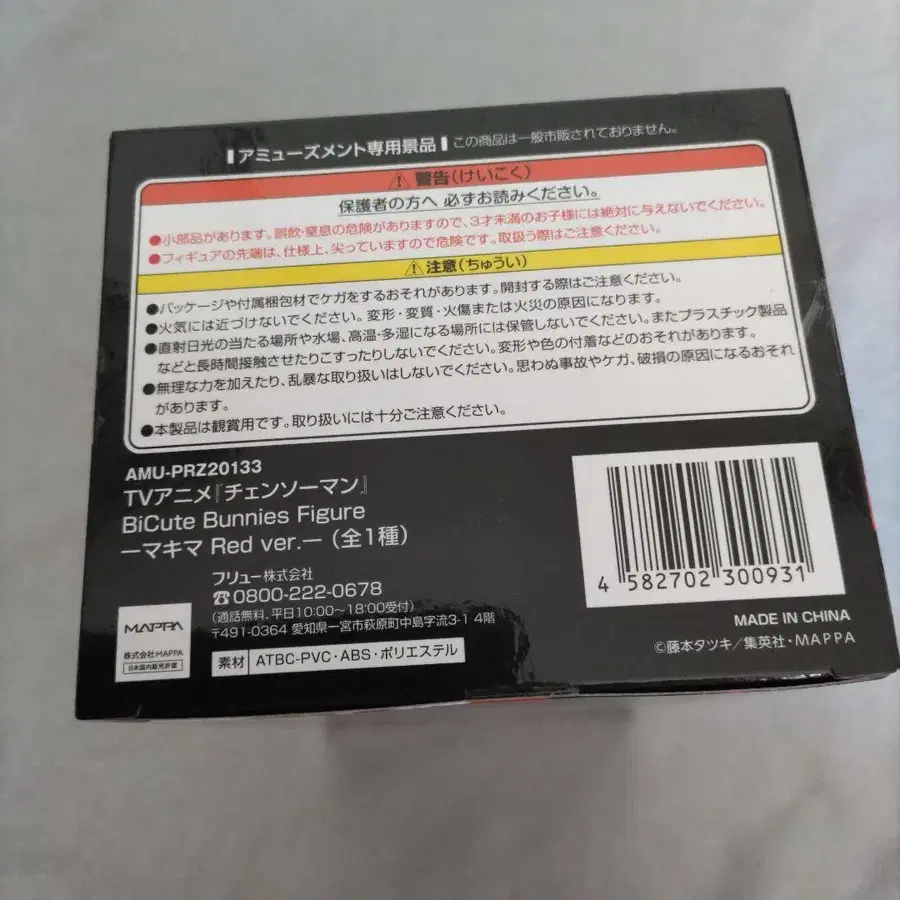 アミューズメント専用景品 この商品は一般市販されておりません。
警告(けいこく)
保護者の方へ 必ずお読みください。
●小部品があります。誤飲・窒息の危険がありますので、3才未満のお子様には絶対に与えないでください。
●フィギュアの先端は、仕様上、尖っていますので危険です。取扱う際はご注意ください。
注意(ちゅうい)
●パッケージや付属梱包材でケガをするおそれがあります。開封する際はご注意ください。
●火気には近づけないでください。変形・変質・火傷または火災の原因になります。
●直射日光の当たる場所や水場、高温・多湿になる場所には保管しないでください。またプラスチック製品
などと長時間接触させたりこすったりしないでください。変形や色の付着などのおそれがあります。
●無理な力を加えたり、乱暴な取り扱いはしないでください。思わぬ事故やケガ、破損の原因になるおそれ
があります。
●本製品は観賞用です。取り扱いには十分ご注意ください。
AMU-PRZ20133
TVアニメ『チェンソーマン』
BiCute Bunnies Figure
ーマキマ Red ver.ー (全1種)
フリュー株式会社
☎0800-222-0678
(通話無料、平日10:00〜18:00受付)
〒491-0364 愛知県一宮市萩原町中島字流3-1 4階
MAPPA
株式会社MAPPA
日本国内販売許諾
素材 ATBC-PVC・ABS・ポリエステル
4 582702 300931
MADE IN CHINA
©藤本タツキ／集英社・MAPPA